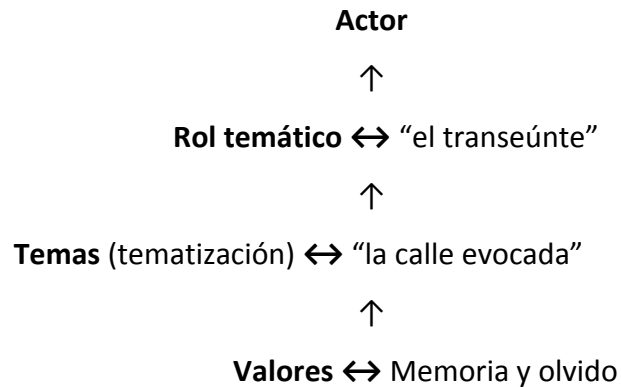 Actor
↑
Rol temático ↔ “el transeúnte”
↑
Temas (tematización) ↔ “la calle evocada”
↑
Valores ↔ Memoria y olvido